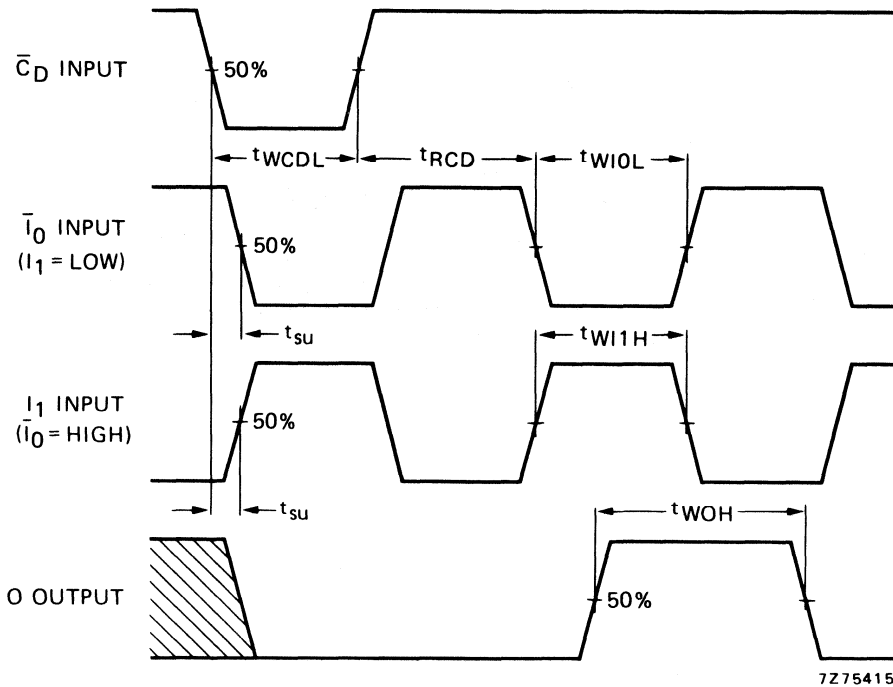 C̄D INPUT
50%
tWCDL
tRCD
tWI0L
Ī0 INPUT
(I1 = LOW)
50%
tsu
tWI1H
I1 INPUT
(Ī0 = HIGH)
50%
tsu
tWOH
O OUTPUT
50%
7Z75415